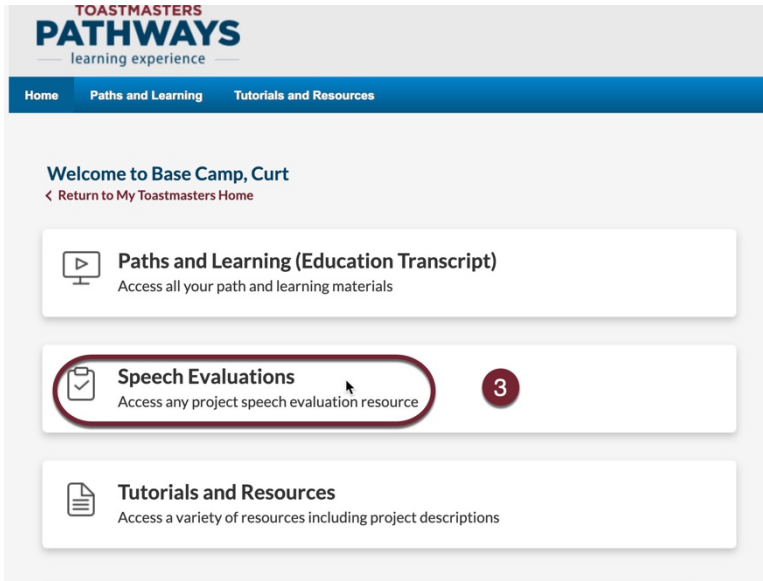 TOASTMASTERS
PATHWAYS
learning experience
Home Paths and Learning Tutorials and Resources
Welcome to Base Camp, Curt
< Return to My Toastmasters Home
Paths and Learning (Education Transcript)
Access all your path and learning materials
Speech Evaluations
Access any project speech evaluation resource
3
Tutorials and Resources
Access a variety of resources including project descriptions